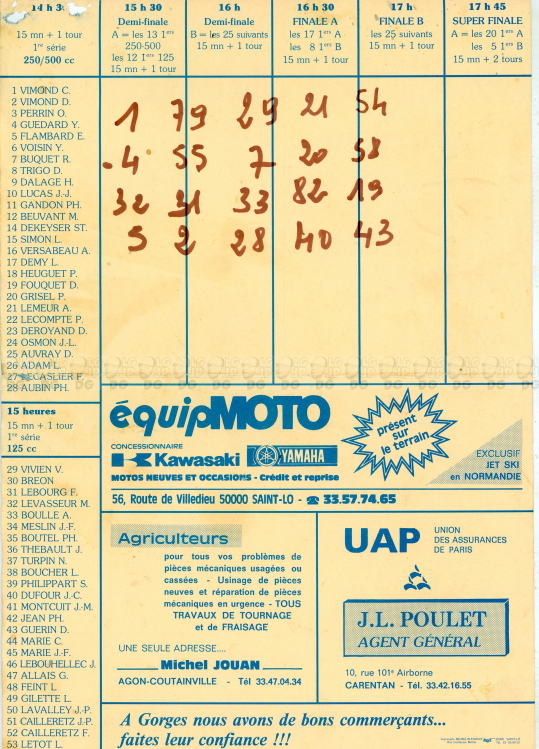 14 h 3
15 mn + 1 tour
1re série
250/500 cc
15 h 30
Demi-finale
A = les 13 1ers
250-500
les 12 1ers 125
15 mn + 1 tour
16 h
Demi-finale
B = les 25 suivants
15 mn + 1 tour
16 h 30
FINALE A
les 17 1ers A
les 8 1ers B
15 mn + 1 tour
17 h
FINALE B
les 25 suivants
15 mn + 1 tour
17 h 45
SUPER FINALE
A = les 20 1ers A
les 5 1ers B
15 mn + 2 tours
1 VIMOND C.
2 VIMOND D.
3 PERRIN O.
4 GUEDARY Y.
5 FLAMBARD E.
6 VOISIN Y.
7 BUQUET R.
8 TRIGO D.
9 DALAGE H.
10 LUCAS J.-J.
11 GANDON PH.
12 BEUVANT M.
14 DEKEYSER ST.
15 SIMON L.
16 VERSABEAU A.
17 DEMY L.
18 HEUGUET P.
19 FOUQUET D.
20 GRISEL P.
21 LEMEUR A.
22 LECOMPTE P.
23 DEROYAND D.
24 OSMON J.-L.
25 AUVRAY D.
26 ADAM L.
27 BECASLIER F.
28 AUBIN PH.
1 79 29 21 54
4 55 7 20 58
32 31 33 82 19
5 2 28 40 43
15 heures
15 mn + 1 tour
1re série
125 cc
29 VIVIEN V.
30 BREON
31 LEBOURG F.
32 LEVASSEUR M.
33 BOULLE A.
34 MESLIN J.-F.
35 BOUTEL PH.
36 THEBAULT J.
37 TURPIN N.
38 BOUCHER L.
39 PHILIPPART S.
40 DUFOUR J.-C.
41 MONTCUIT J.-M.
42 JEAN PH.
43 GUERIN D.
44 MARIE C.
45 MARIE J.-F.
46 LEBOUHELLEC J.
47 ALLAIS G.
48 FEINT L.
49 GILETTE L.
50 LAVALLEY J.-P.
51 CAILLERETZ J.-P.
52 CAILLERETZ F.
53 LETOT L.
équipMOTO
CONCESSIONNAIRE
Kawasaki
YAMAHA
MOTOS NEUVES ET OCCASIONS - Crédit et reprise
présent
sur
le terrain
EXCLUSIF
JET SKI
en NORMANDIE
56, Route de Villedieu 50000 SAINT-LO - ☎ 33.57.74.65
Agriculteurs
pour tous vos problèmes de
pièces mécaniques usagées ou
cassées - Usinage de pièces
neuves et réparation de pièces
mécaniques en urgence - TOUS
TRAVAUX DE TOURNAGE
et de FRAISAGE
UNE SEULE ADRESSE....
Michel JOUAN
AGON-COUTAINVILLE - Tél 33.47.04.34
UAP
UNION
DES ASSURANCES
DE PARIS
J.L. POULET
AGENT GÉNÉRAL
10, rue 101e Airborne
CARENTAN - Tél. 33.42.16.55
A Gorges nous avons de bons commerçants...
faites leur confiance !!!